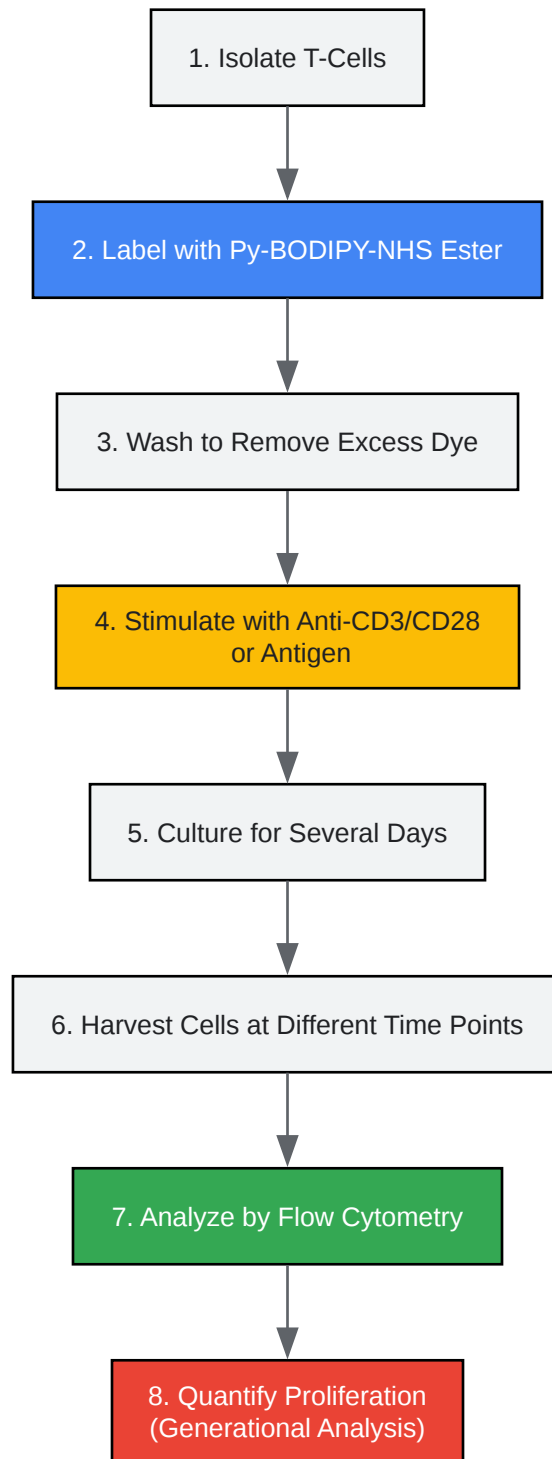 1. Isolate T-Cells
2. Label with Py-BODIPY-NHS Ester
3. Wash to Remove Excess Dye
4. Stimulate with Anti-CD3/CD28
or Antigen
5. Culture for Several Days
6. Harvest Cells at Different Time Points
7. Analyze by Flow Cytometry
8. Quantify Proliferation
(Generational Analysis)